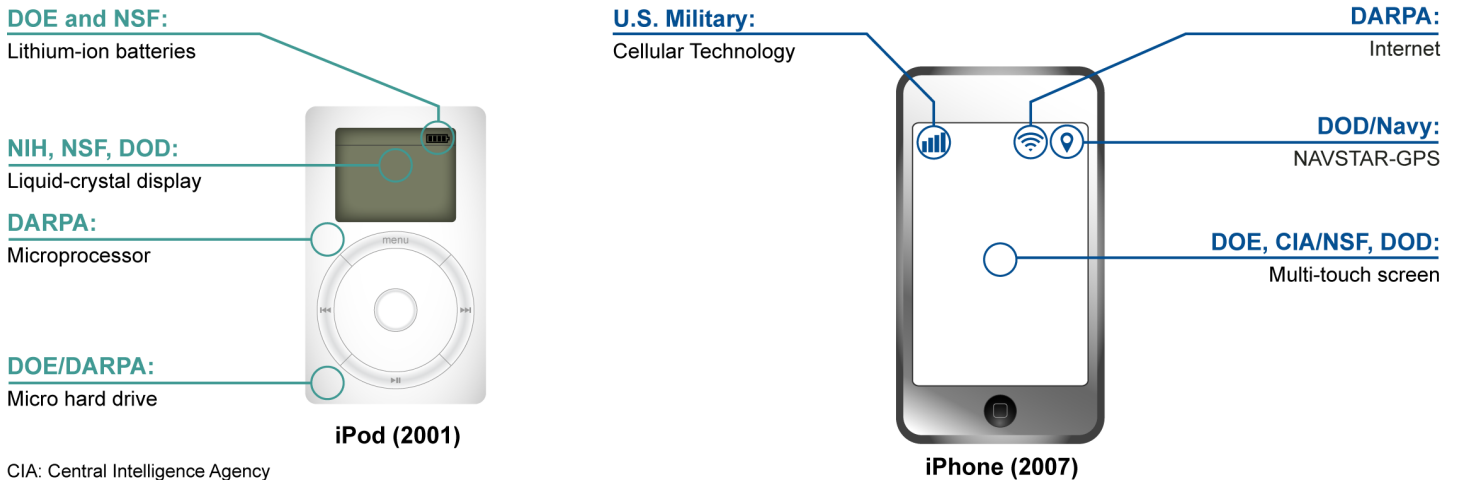 DOE and NSF:
Lithium-ion batteries
NIH, NSF, DOD:
Liquid-crystal display
DARPA:
Microprocessor
DOE/DARPA:
Micro hard drive
menu
iPod (2001)
U.S. Military:
Cellular Technology
DARPA:
Internet
DOD/Navy:
NAVSTAR-GPS
DOE, CIA/NSF, DOD:
Multi-touch screen
iPhone (2007)
CIA: Central Intelligence Agency